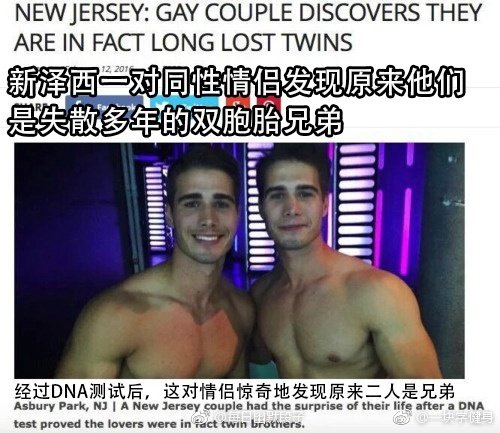 NEW JERSEY: GAY COUPLE DISCOVERS THEY
ARE IN FACT LONG LOST TWINS
12, 2016
新泽西一对同性情侣发现原来他们
是失散多年的双胞胎兄弟
经过DNA测试后，这对情侣惊奇地发现原来二人是兄弟
Asbury Park, NJ | A New Jersey couple had the surprise of their life after a DNA
test proved the lovers were in fact twin brothers.